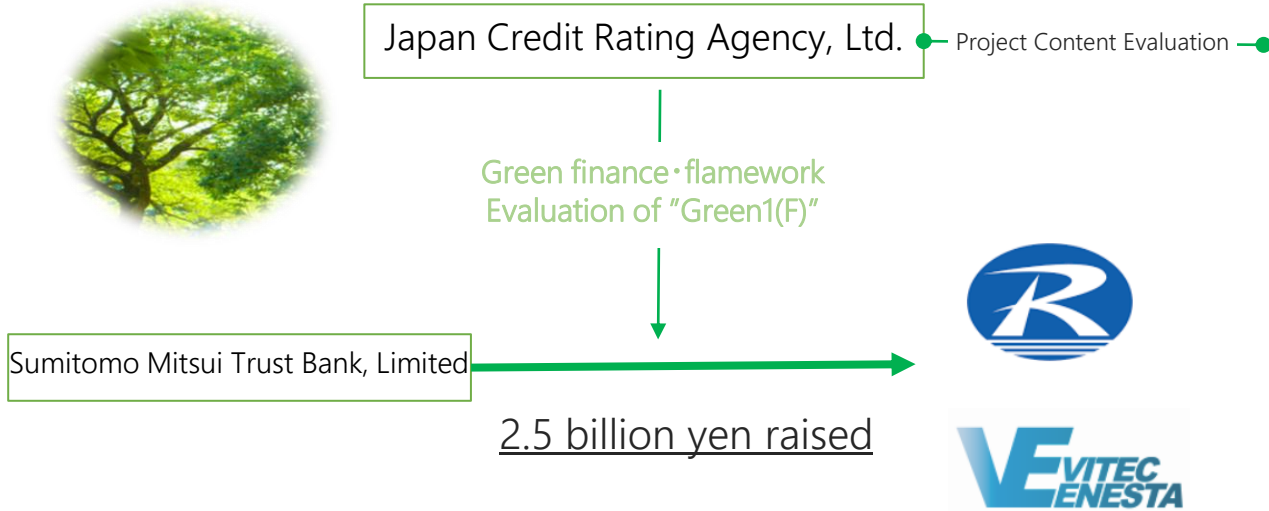 Japan Credit Rating Agency, Ltd.
Project Content Evaluation
Green finance・flamework
Evaluation of "Green1(F)"
Sumitomo Mitsui Trust Bank, Limited
2.5 billion yen raised
R
VE VITEC
ENESTA